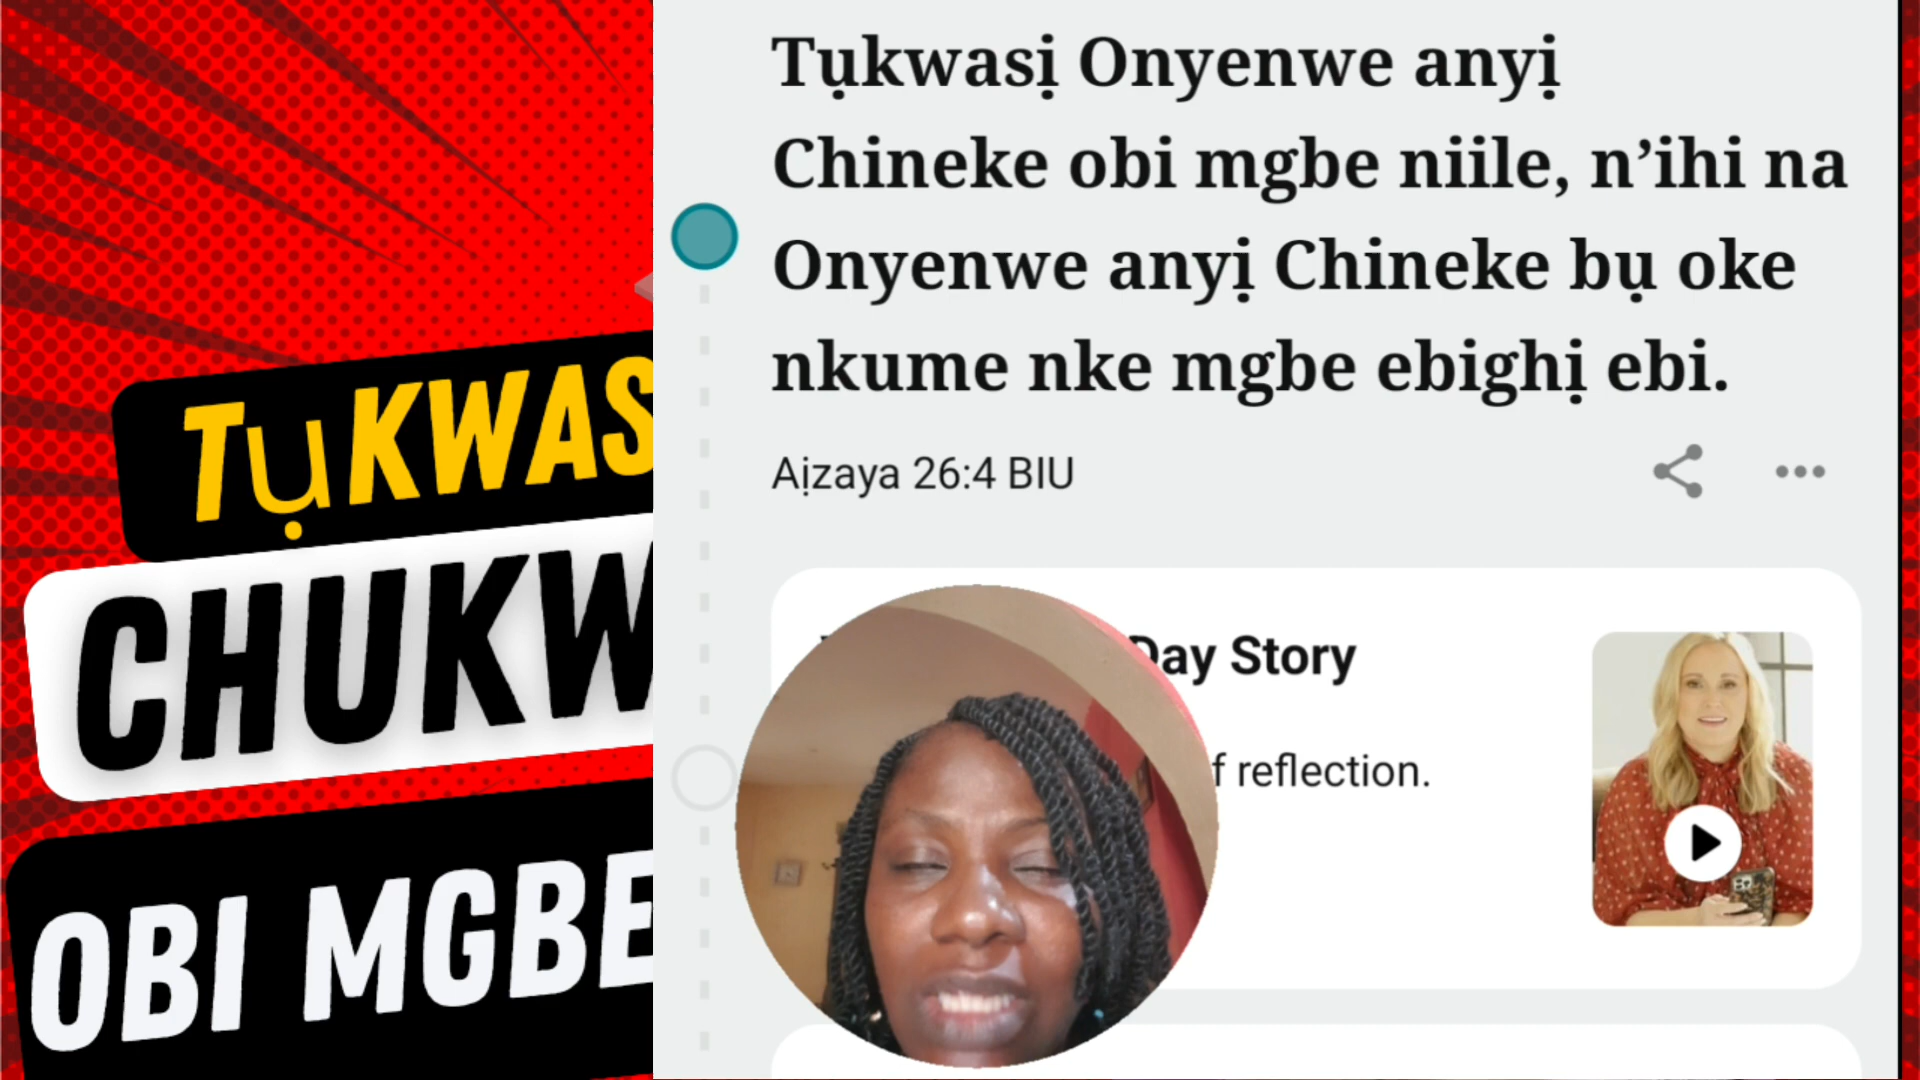 TỤKWAS
CHUKW
OBI MGBE
Tụkwasị Onyenwe anyị
Chineke obi mgbe niile, n’ihi na
Onyenwe anyị Chineke bụ oke
nkume nke mgbe ebighị ebi.
Aịzaya 26:4 BIU
Day Story
f reflection.